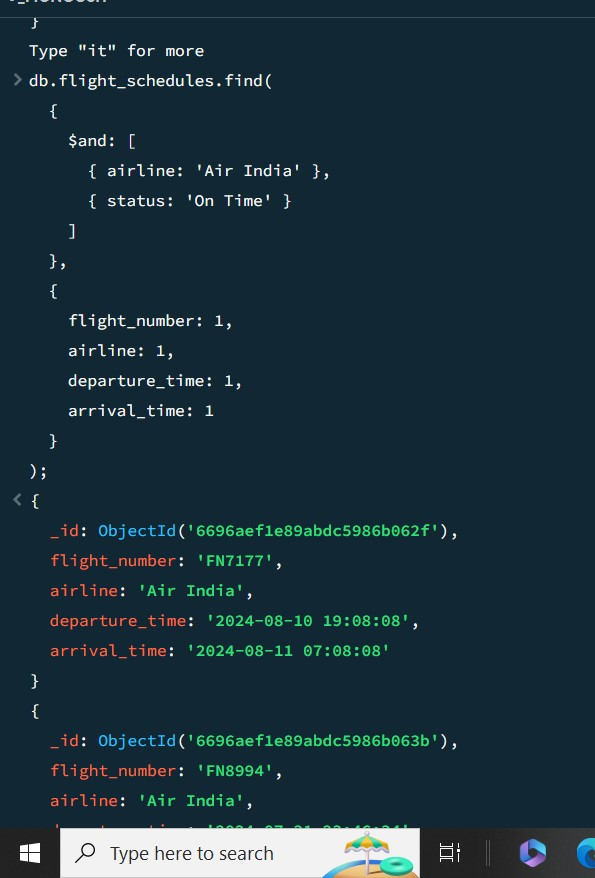 }
Type "it" for more
> db.flight_schedules.find(
{
$and: [
{ airline: 'Air India' },
{ status: 'On Time' }
]
},
{
flight_number: 1,
airline: 1,
departure_time: 1,
arrival_time: 1
}
);
< {
_id: ObjectId('6696aef1e89abdc5986b062f'),
flight_number: 'FN7177',
airline: 'Air India',
departure_time: '2024-08-10 19:08:08',
arrival_time: '2024-08-11 07:08:08'
}
{
_id: ObjectId('6696aef1e89abdc5986b063b'),
flight_number: 'FN8994',
airline: 'Air India',
Type here to search